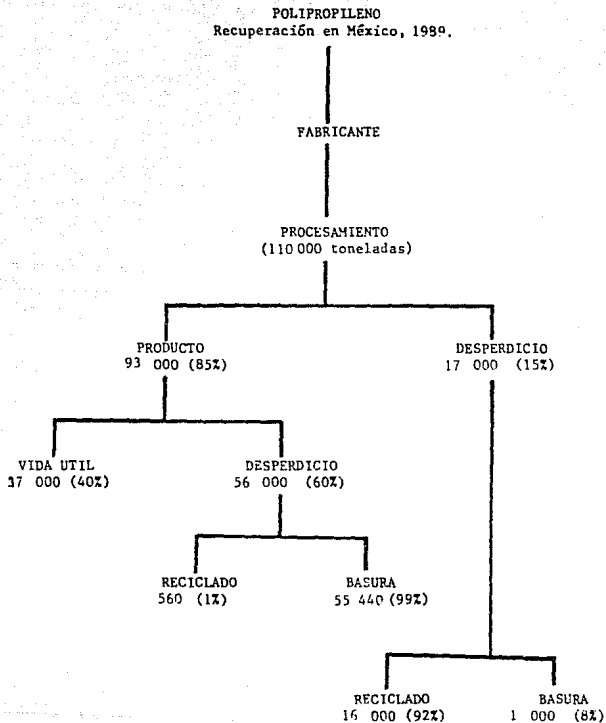 POLIPROPILENO
Recuperación en México, 1989.
FABRICANTE
PROCESAMIENTO
(110 000 toneladas)
PRODUCTO
93 000 (85%)
DESPERDICIO
17 000 (15%)
VIDA UTIL
37 000 (40%)
DESPERDICIO
56 000 (60%)
RECICLADO
560 (1%)
BASURA
55 440 (99%)
RECICLADO
16 000 (92%)
BASURA
1 000 (8%)